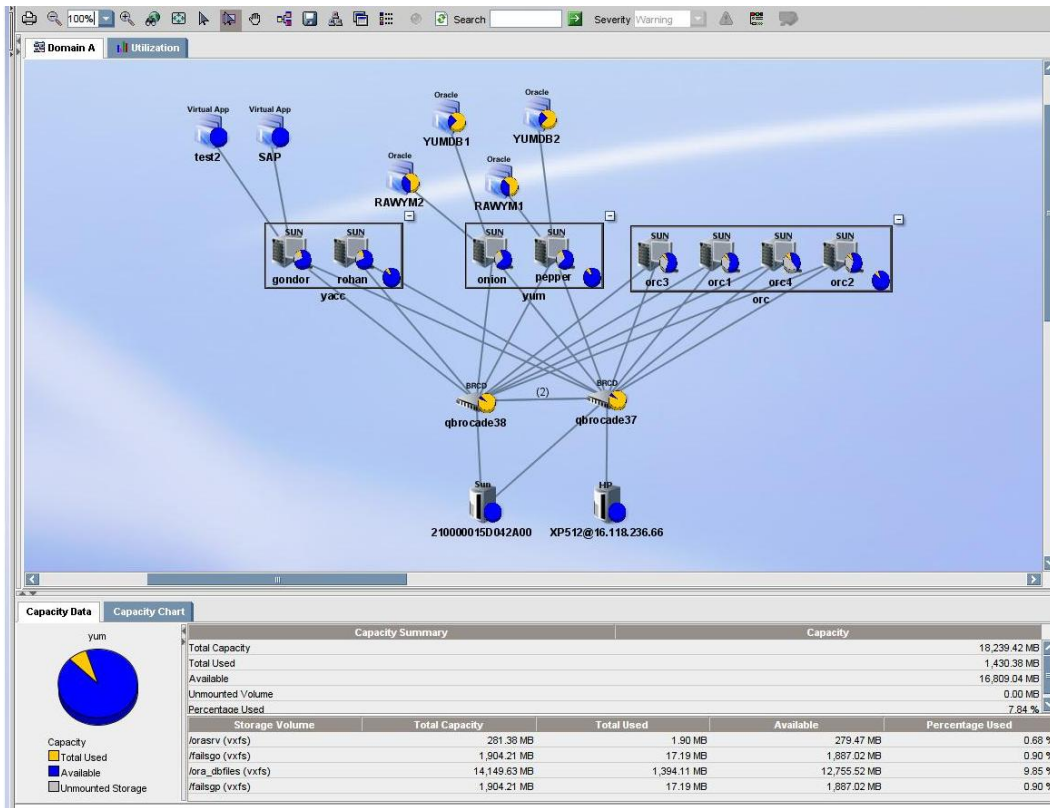 100%
Search
Severity
Warning
Domain A
Utilization
Virtual App
Virtual App
Oracle
Oracle
test2
SAP
YUMDB1
YUMDB2
Oracle
Oracle
RAWYM2
RAWYM1
SUN
SUN
SUN
SUN
SUN
SUN
SUN
SUN
gondor
rohan
onion
pepper
orc3
orc1
orc4
orc2
yacc
yum
orc
BRCD
BRCD
(2)
qbrocade38
qbrocade37
Sun
HP
210000015D042A00
XP512@16.118.236.66
Capacity Data
Capacity Chart
yum
Capacity
Total Used
Available
Unmounted Storage
Capacity Summary Capacity
Total Capacity 18,239.42 MB
Total Used 1,430.38 MB
Available 16,809.04 MB
Unmounted Volume 0.00 MB
Percentage Used 7.84 %
Storage Volume Total Capacity Total Used Available Percentage Used
/orasrv (vxfs) 281.38 MB 1.90 MB 279.47 MB 0.68 %
/failsgo (vxfs) 1,904.21 MB 17.19 MB 1,887.02 MB 0.90 %
/ora_dbfiles (vxfs) 14,149.63 MB 1,394.11 MB 12,755.52 MB 9.85 %
/failsgp (vxfs) 1,904.21 MB 17.19 MB 1,887.02 MB 0.90 %